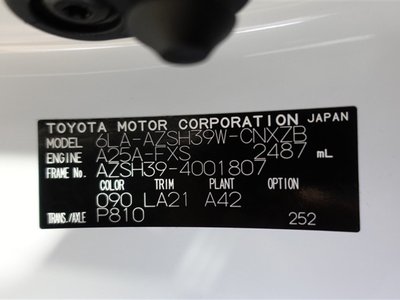 TOYOTA MOTOR CORPORATION JAPAN
MODEL 6LA-AZSH39W-CNXZB
ENGINE A25A-FXS 2487 mL
FRAME No. AZSH39-4001807
COLOR TRIM PLANT OPTION
090 LA21 A42
TRANS./AXLE P810 252